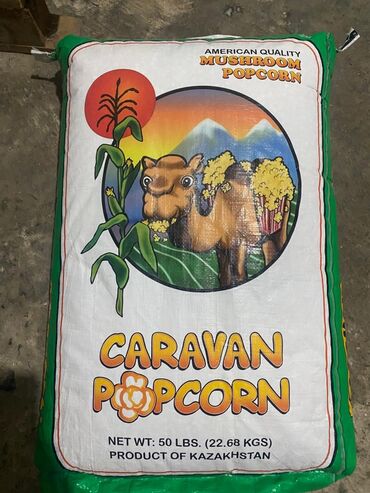 AMERICAN QUALITY
MUSHROOM
POPCORN
CARAVAN
POPCORN
NET WT: 50 LBS. (22.68 KGS)
PRODUCT OF KAZAKHSTAN